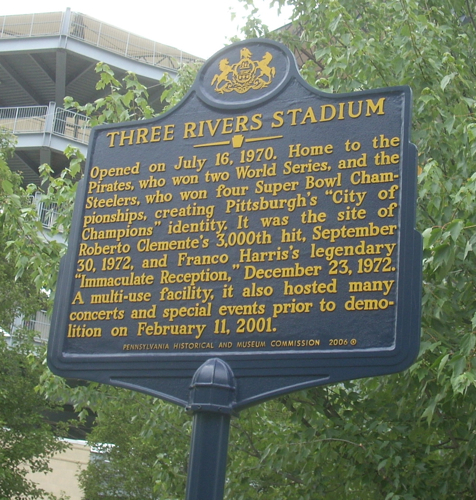 THREE RIVERS STADIUM
Opened on July 16, 1970. Home to the
Pirates, who won two World Series, and the
Steelers, who won four Super Bowl Cham-
pionships, creating Pittsburgh's "City of
Champions" identity. It was the site of
Roberto Clemente's 3,000th hit, September
30, 1972, and Franco Harris's legendary
"Immaculate Reception," December 23, 1972.
A multi-use facility, it also hosted many
concerts and special events prior to demo-
lition on February 11, 2001.
PENNSYLVANIA HISTORICAL AND MUSEUM COMMISSION 2006